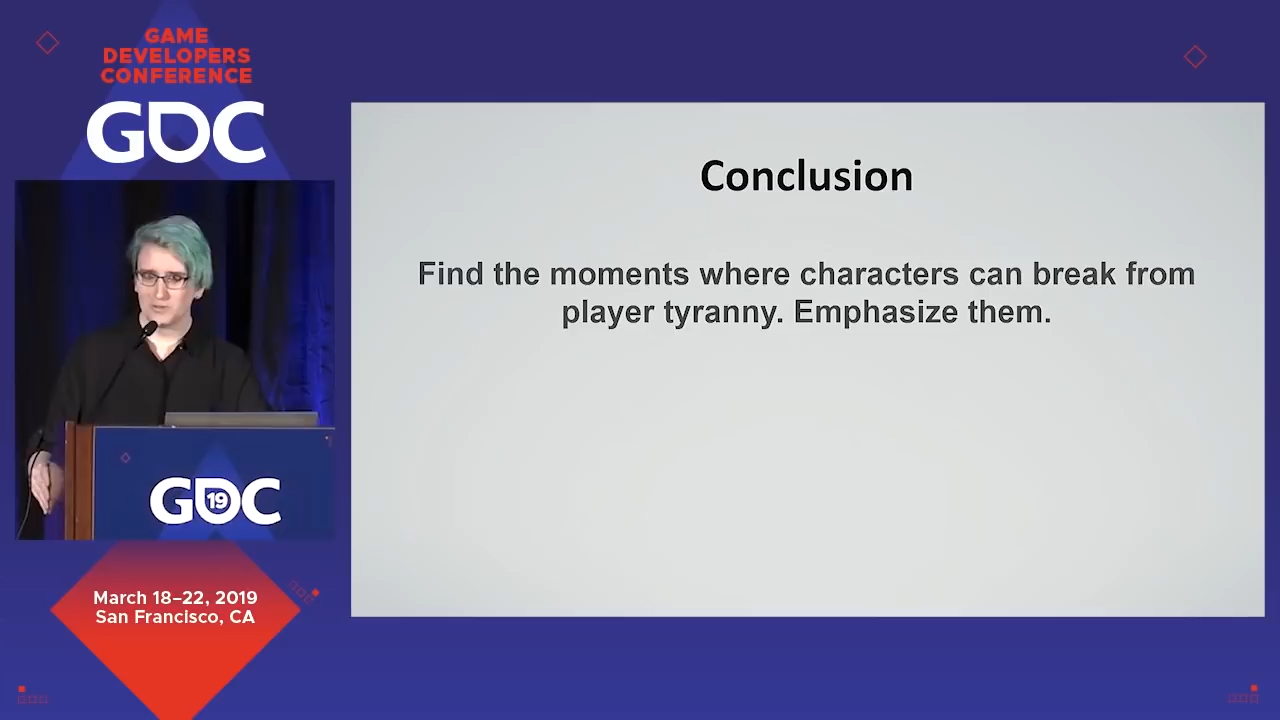 GAME
DEVELOPERS
CONFERENCE
GDC
GDC
19
March 18–22, 2019
San Francisco, CA
Conclusion
Find the moments where characters can break from
player tyranny. Emphasize them.